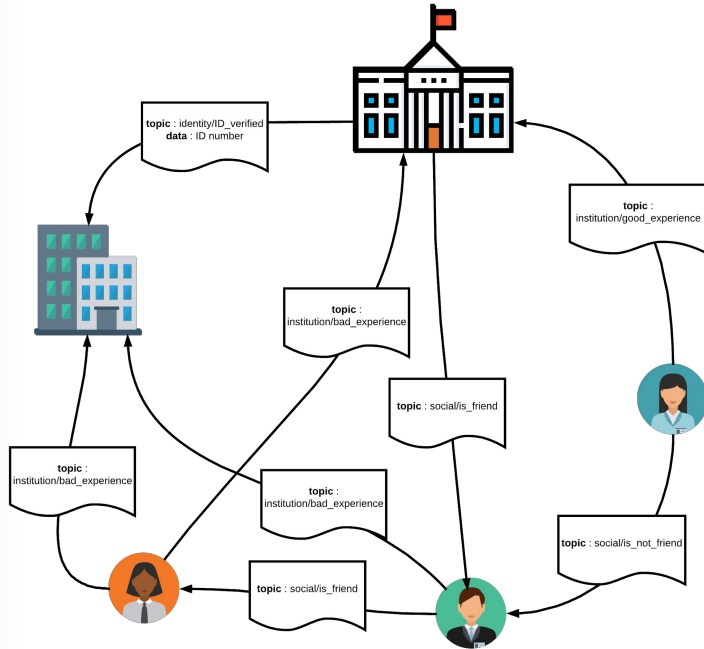 topic : identity/ID_verified
data : ID number
topic :
institution/good_experience
topic :
institution/bad_experience
topic : social/is_friend
topic :
institution/bad_experience
topic :
institution/bad_experience
topic : social/is_not_friend
topic : social/is_friend